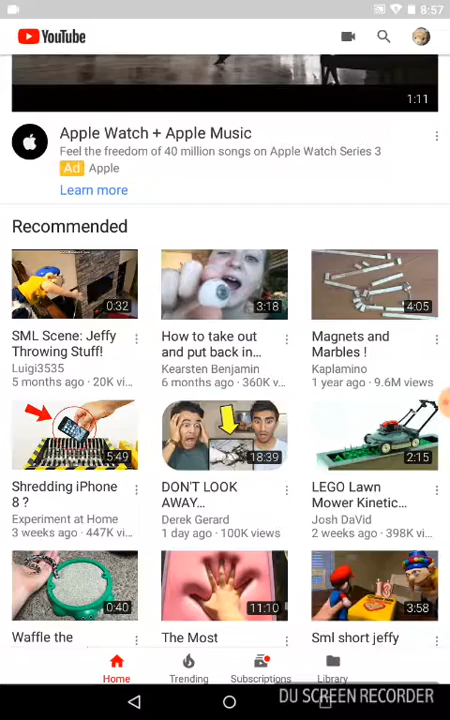 8:57
YouTube
1:11
Apple Watch + Apple Music
Feel the freedom of 40 million songs on Apple Watch Series 3
Ad Apple
Learn more
Recommended
0:32
3:18
4:05
SML Scene: Jeffy
Throwing Stuff!
Luigi3535
5 months ago · 20K vi...
How to take out
and put back in...
Kearsten Benjamin
6 months ago · 360K v...
Magnets and
Marbles !
Kaplamino
1 year ago · 9.6M views
5:49
18:39
2:15
Shredding iPhone
8 ?
Experiment at Home
3 weeks ago · 447K vi...
DON'T LOOK
AWAY...
Derek Gerard
1 day ago · 100K views
LEGO Lawn
Mower Kinetic...
Josh DaVid
2 weeks ago · 398K vi...
0:40
11:10
3:58
Waffle the
The Most
Sml short jeffy
Home
Trending
Subscriptions
Library
DU SCREEN RECORDER